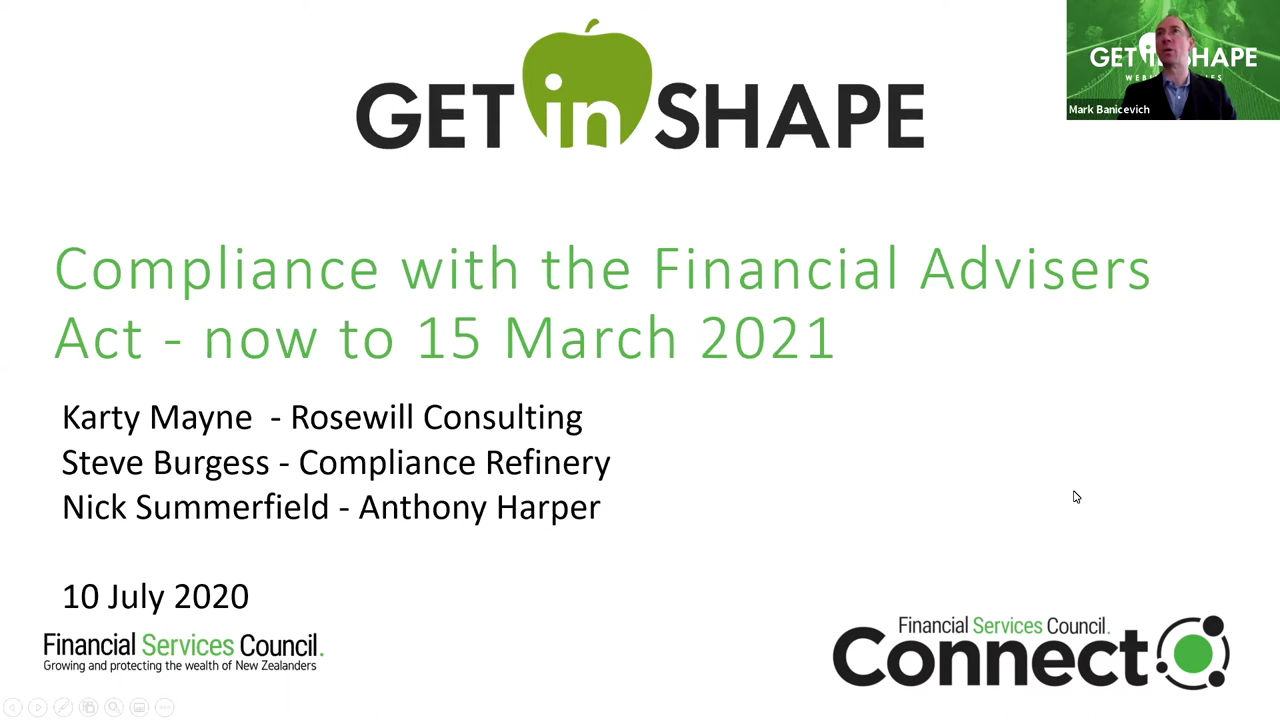 GET in SHAPE
GET in SHAPE
Mark Banicevich
Compliance with the Financial Advisers
Act - now to 15 March 2021
Karty Mayne - Rosewill Consulting
Steve Burgess - Compliance Refinery
Nick Summerfield - Anthony Harper
10 July 2020
Financial Services Council.
Growing and protecting the wealth of New Zealanders
Financial Services Council.
Connect